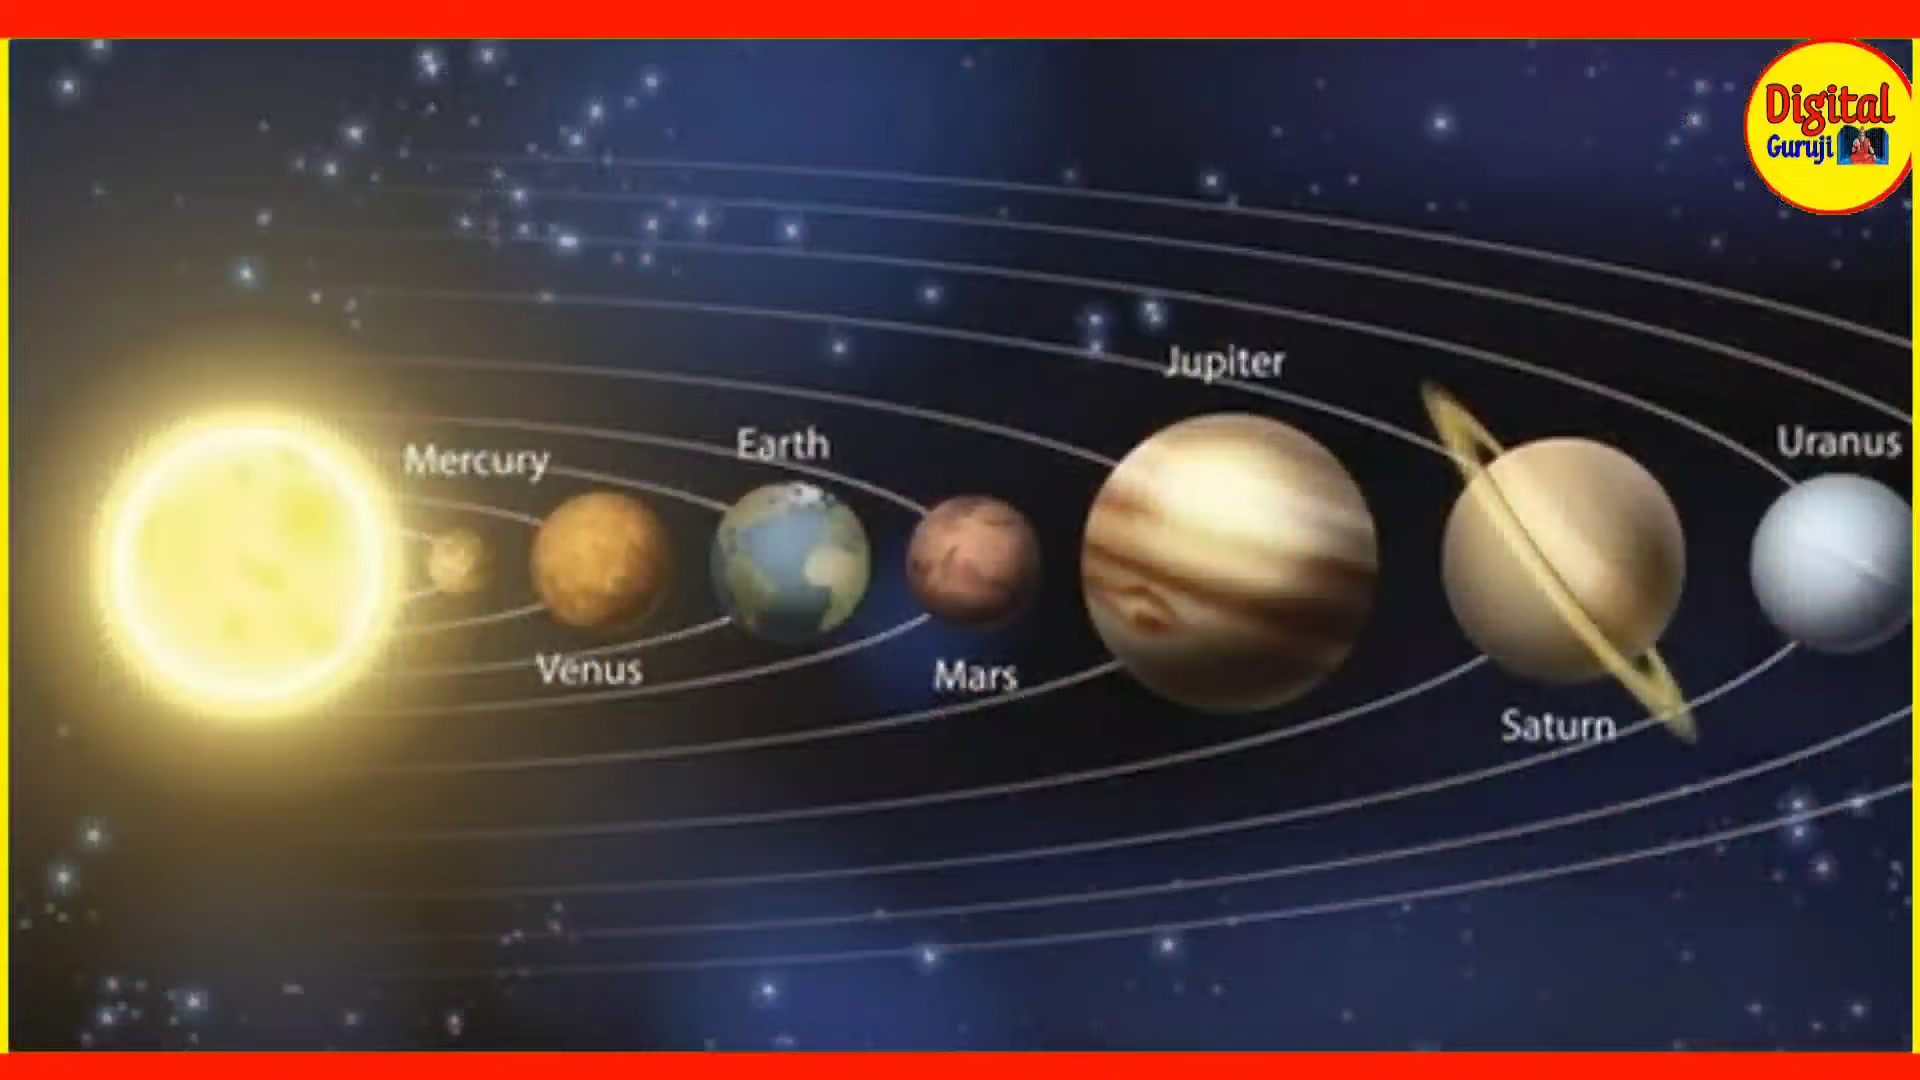 Digital
Guruji
Jupiter
Earth
Uranus
Mercury
Venus
Mars
Saturn